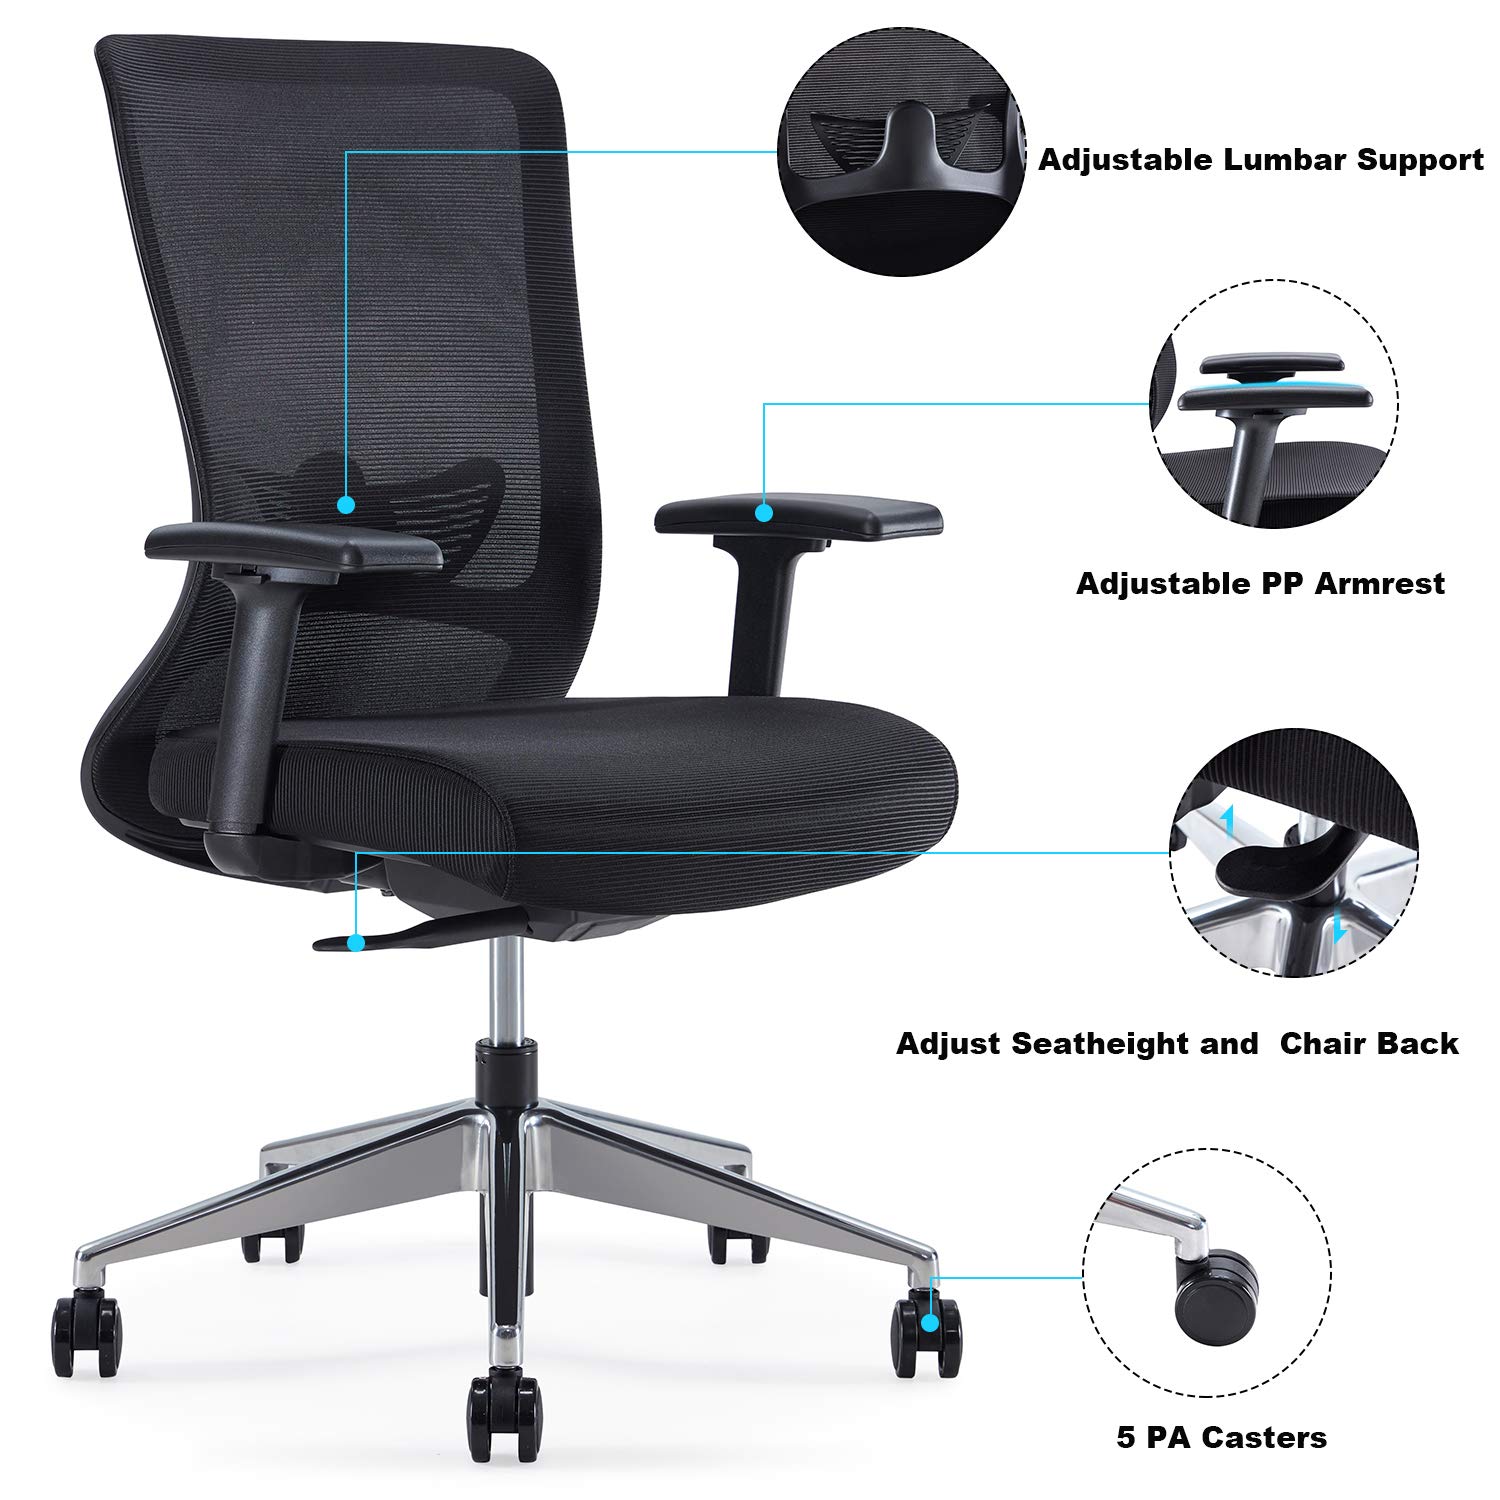 Adjustable Lumbar Support
Adjustable PP Armrest
Adjust Seatheight and  Chair Back
5 PA Casters